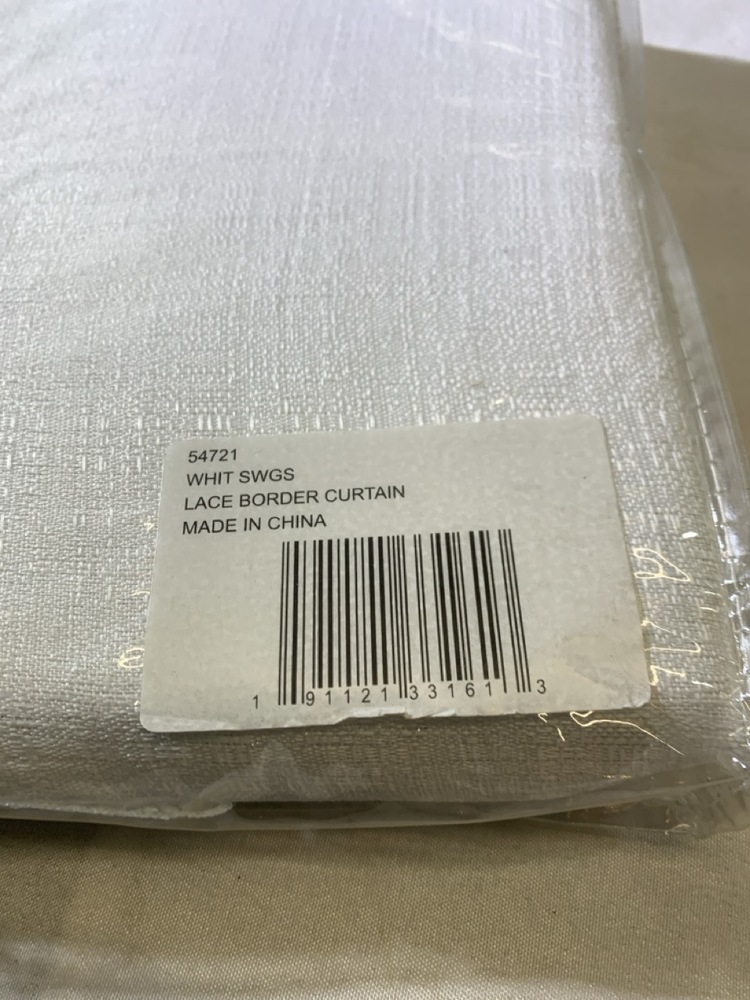 54721
WHIT SWGS
LACE BORDER CURTAIN
MADE IN CHINA
1 91121 33161 3